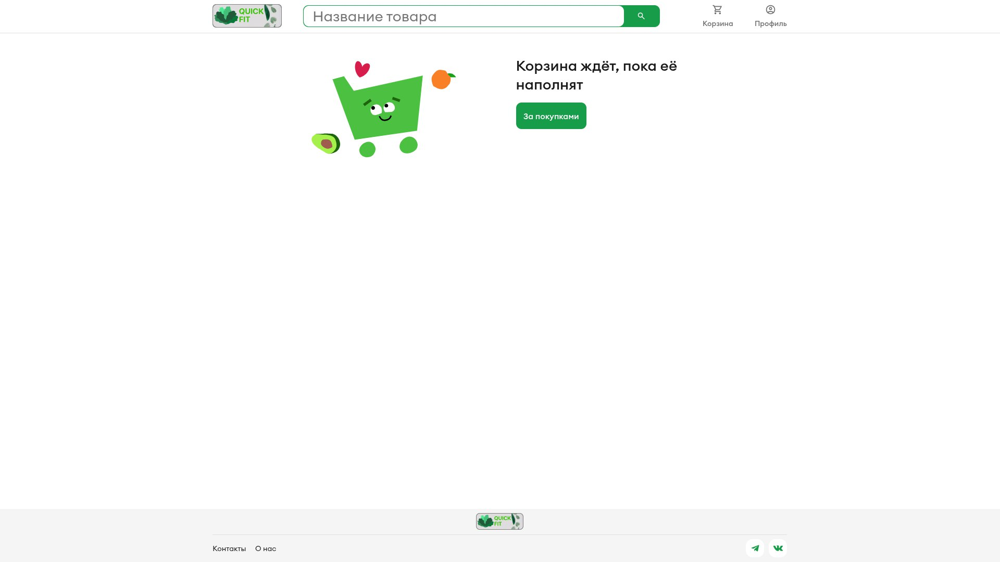 QUICK
FIT
Название товара
Корзина
Профиль
Корзина ждёт, пока её
наполнят
За покупками
QUICK
FIT
Контакты
О нас